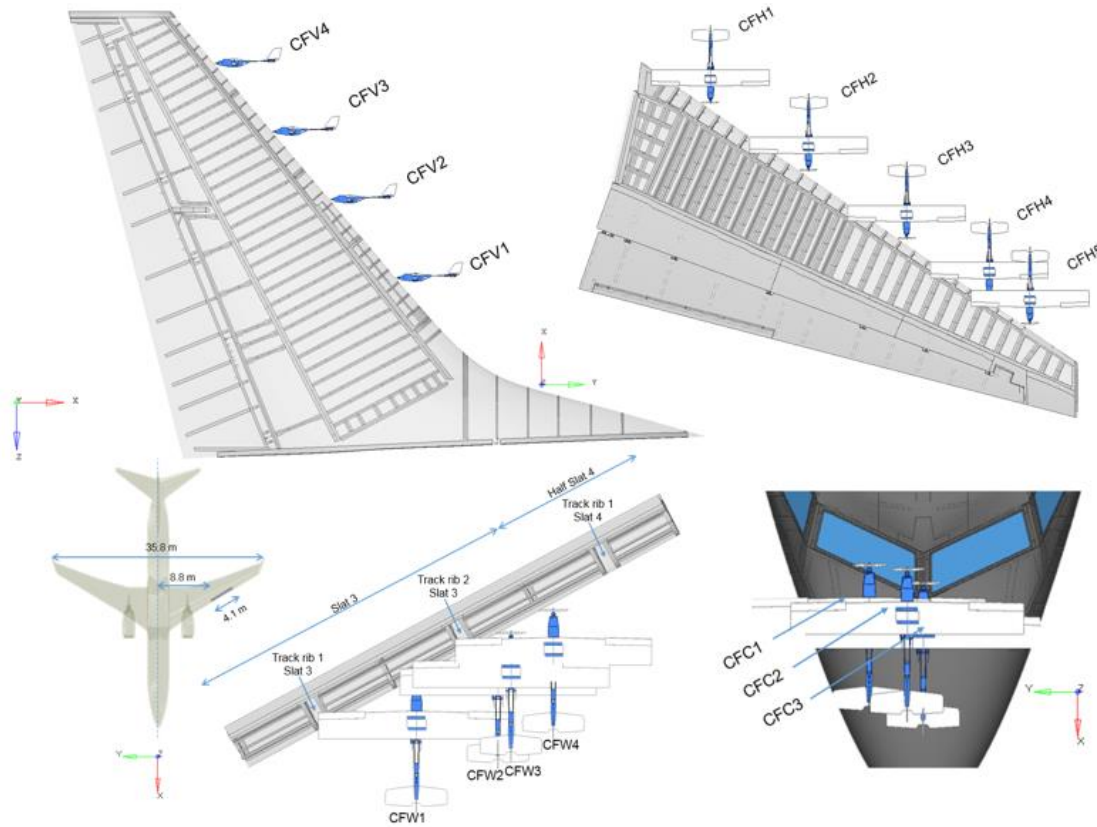 CFV4
CFV3
CFV2
CFV1
X
Z
CFH1
CFH2
CFH3
CFH4
X
Y
Z
35.8 m
8.8 m
4.1 m
Y
Z
X
Half Slat 4
Track rib 1
Slat 4
Slat 3
Track rib 2
Slat 3
Track rib 1
Slat 3
CFW4
CFW2
CFW3
CFW1
CFC1
CFC2
CFC3
Y
Z
X